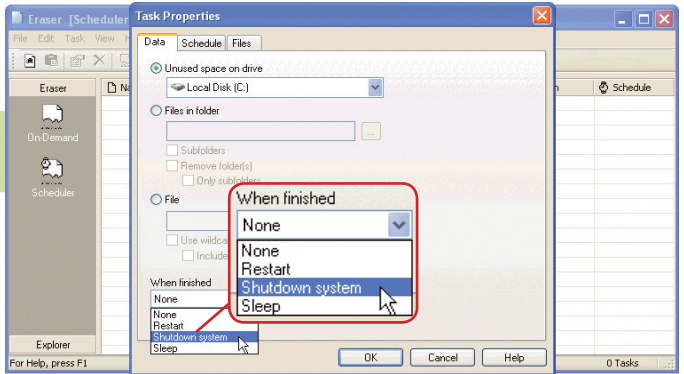 Eraser [Scheduler
Task Properties
File Edit Task View
Data Schedule Files
Unused space on drive
Local Disk (C:)
Files in folder
...
Subfolders
Remove folder(s)
Only subfolders
File
Use
Include
When finished
None
None
Restart
Shutdown system
Sleep
When finished
None
None
Restart
Shutdown system
Sleep
OK Cancel Help
Eraser
On-Demand
Scheduler
Explorer
Schedule
For Help, press F1
0 Tasks